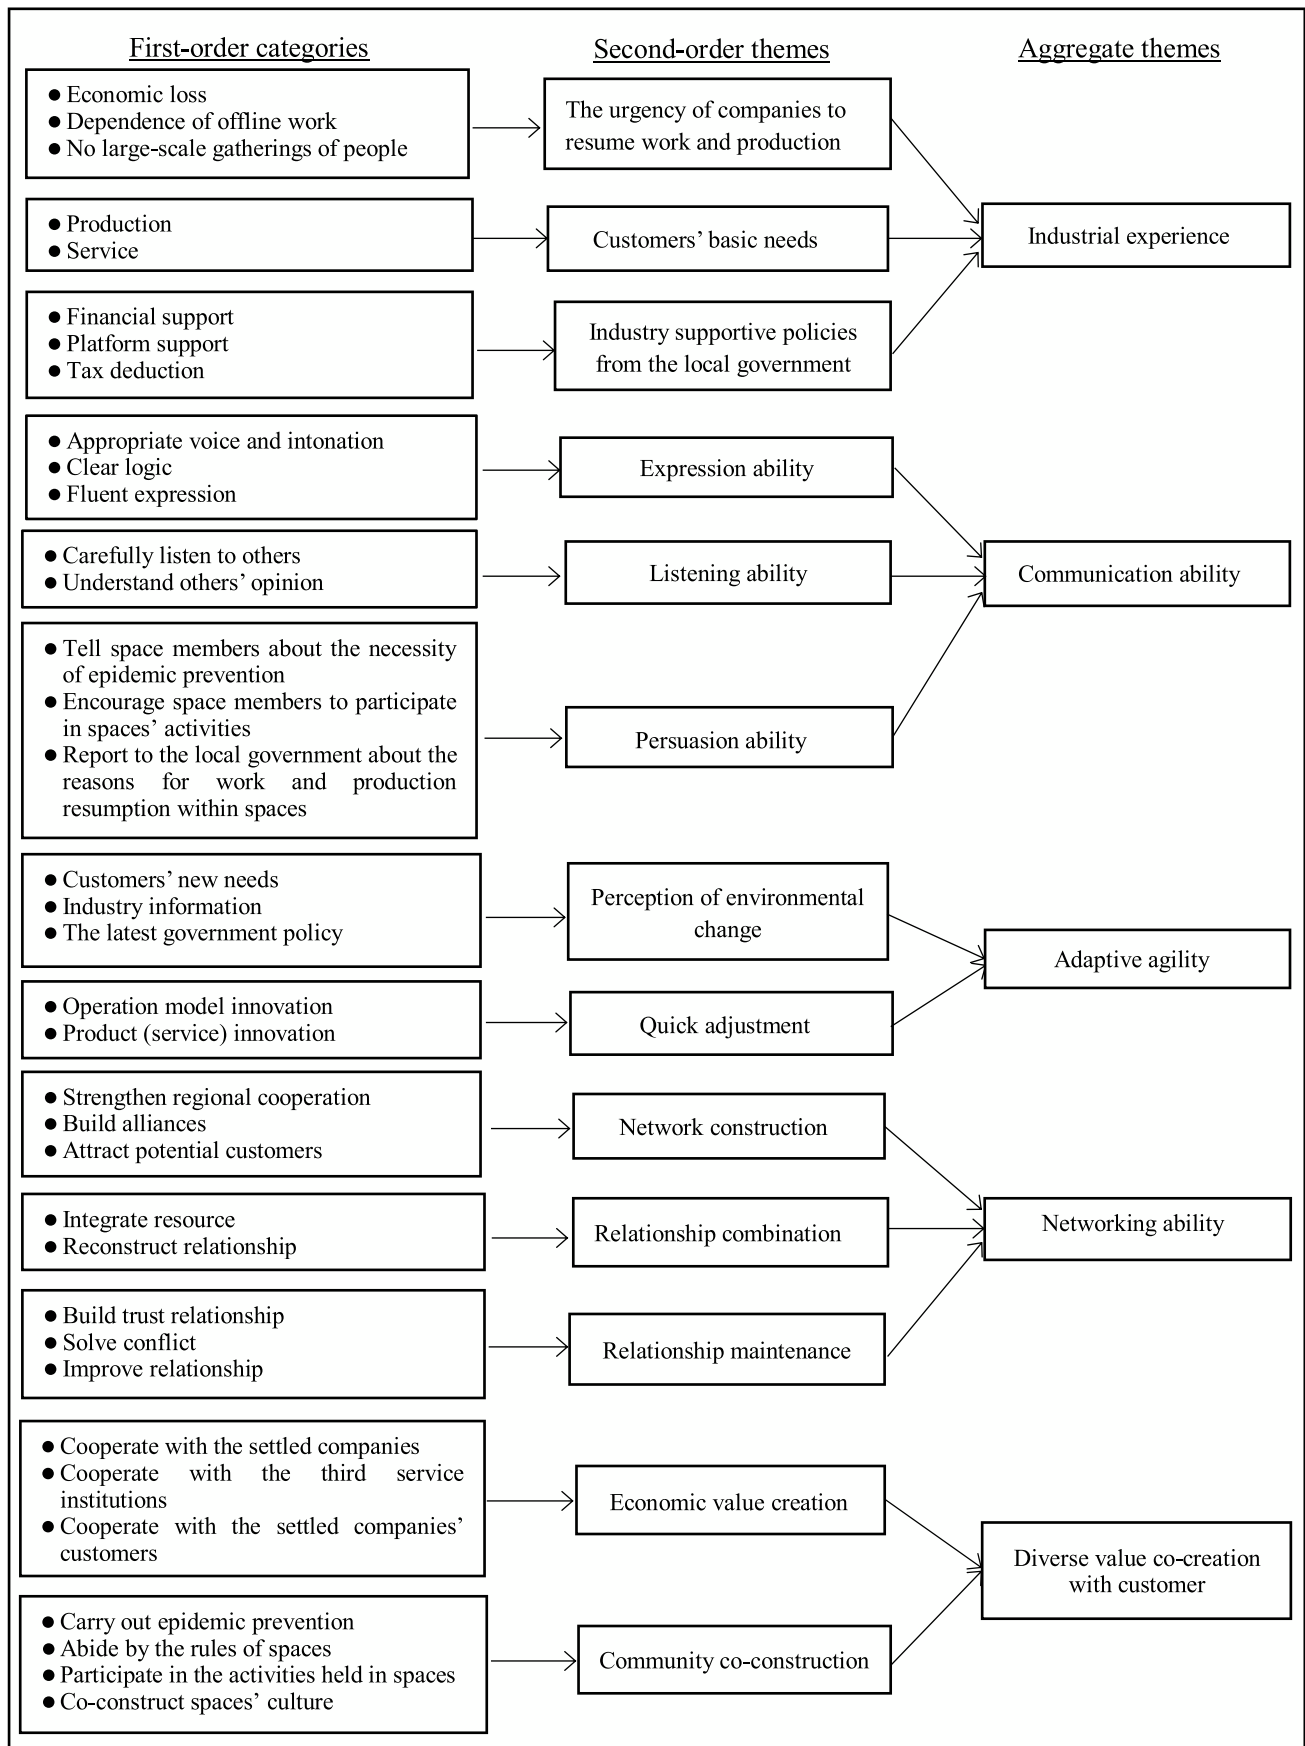 First-order categories
Second-order themes
Aggregate themes
● Economic loss
● Dependence of offline work
● No large-scale gatherings of people
The urgency of companies to
resume work and production
● Production
● Service
Customers’ basic needs
Industrial experience
● Financial support
● Platform support
● Tax deduction
Industry supportive policies
from the local government
● Appropriate voice and intonation
● Clear logic
● Fluent expression
Expression ability
● Carefully listen to others
● Understand others’ opinion
Listening ability
Communication ability
● Tell space members about the necessity
of epidemic prevention
● Encourage space members to participate
in spaces’ activities
● Report to the local government about the
reasons for work and production
resumption within spaces
Persuasion ability
● Customers’ new needs
● Industry information
● The latest government policy
Perception of environmental
change
Adaptive agility
● Operation model innovation
● Product (service) innovation
Quick adjustment
● Strengthen regional cooperation
● Build alliances
● Attract potential customers
Network construction
● Integrate resource
● Reconstruct relationship
Relationship combination
Networking ability
● Build trust relationship
● Solve conflict
● Improve relationship
Relationship maintenance
● Cooperate with the settled companies
● Cooperate with the third service
institutions
● Cooperate with the settled companies’
customers
Economic value creation
Diverse value co-creation
with customer
● Carry out epidemic prevention
● Abide by the rules of spaces
● Participate in the activities held in spaces
● Co-construct spaces’ culture
Community co-construction